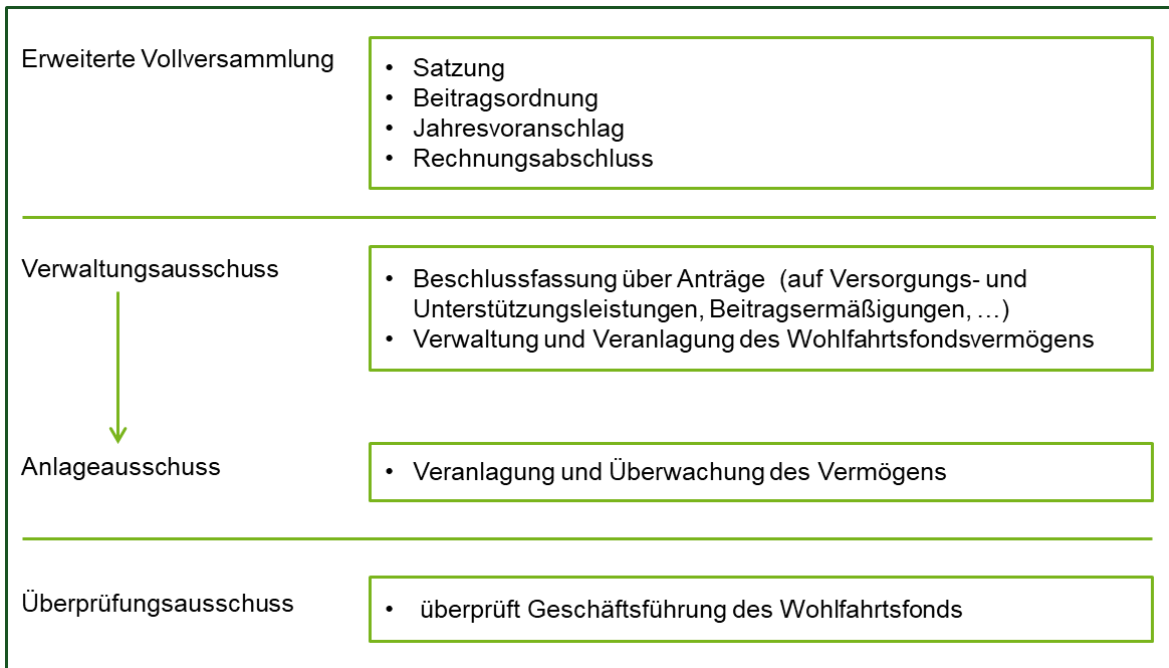 Erweiterte Vollversammlung
• Satzung
• Beitragsordnung
• Jahresvoranschlag
• Rechnungsabschluss
Verwaltungsausschuss
• Beschlussfassung über Anträge (auf Versorgungs- und
Unterstützungsleistungen, Beitragsermäßigungen, …)
• Verwaltung und Veranlagung des Wohlfahrtsfondsvermögens
Anlageausschuss
• Veranlagung und Überwachung des Vermögens
Überprüfungsausschuss
• überprüft Geschäftsführung des Wohlfahrtsfonds